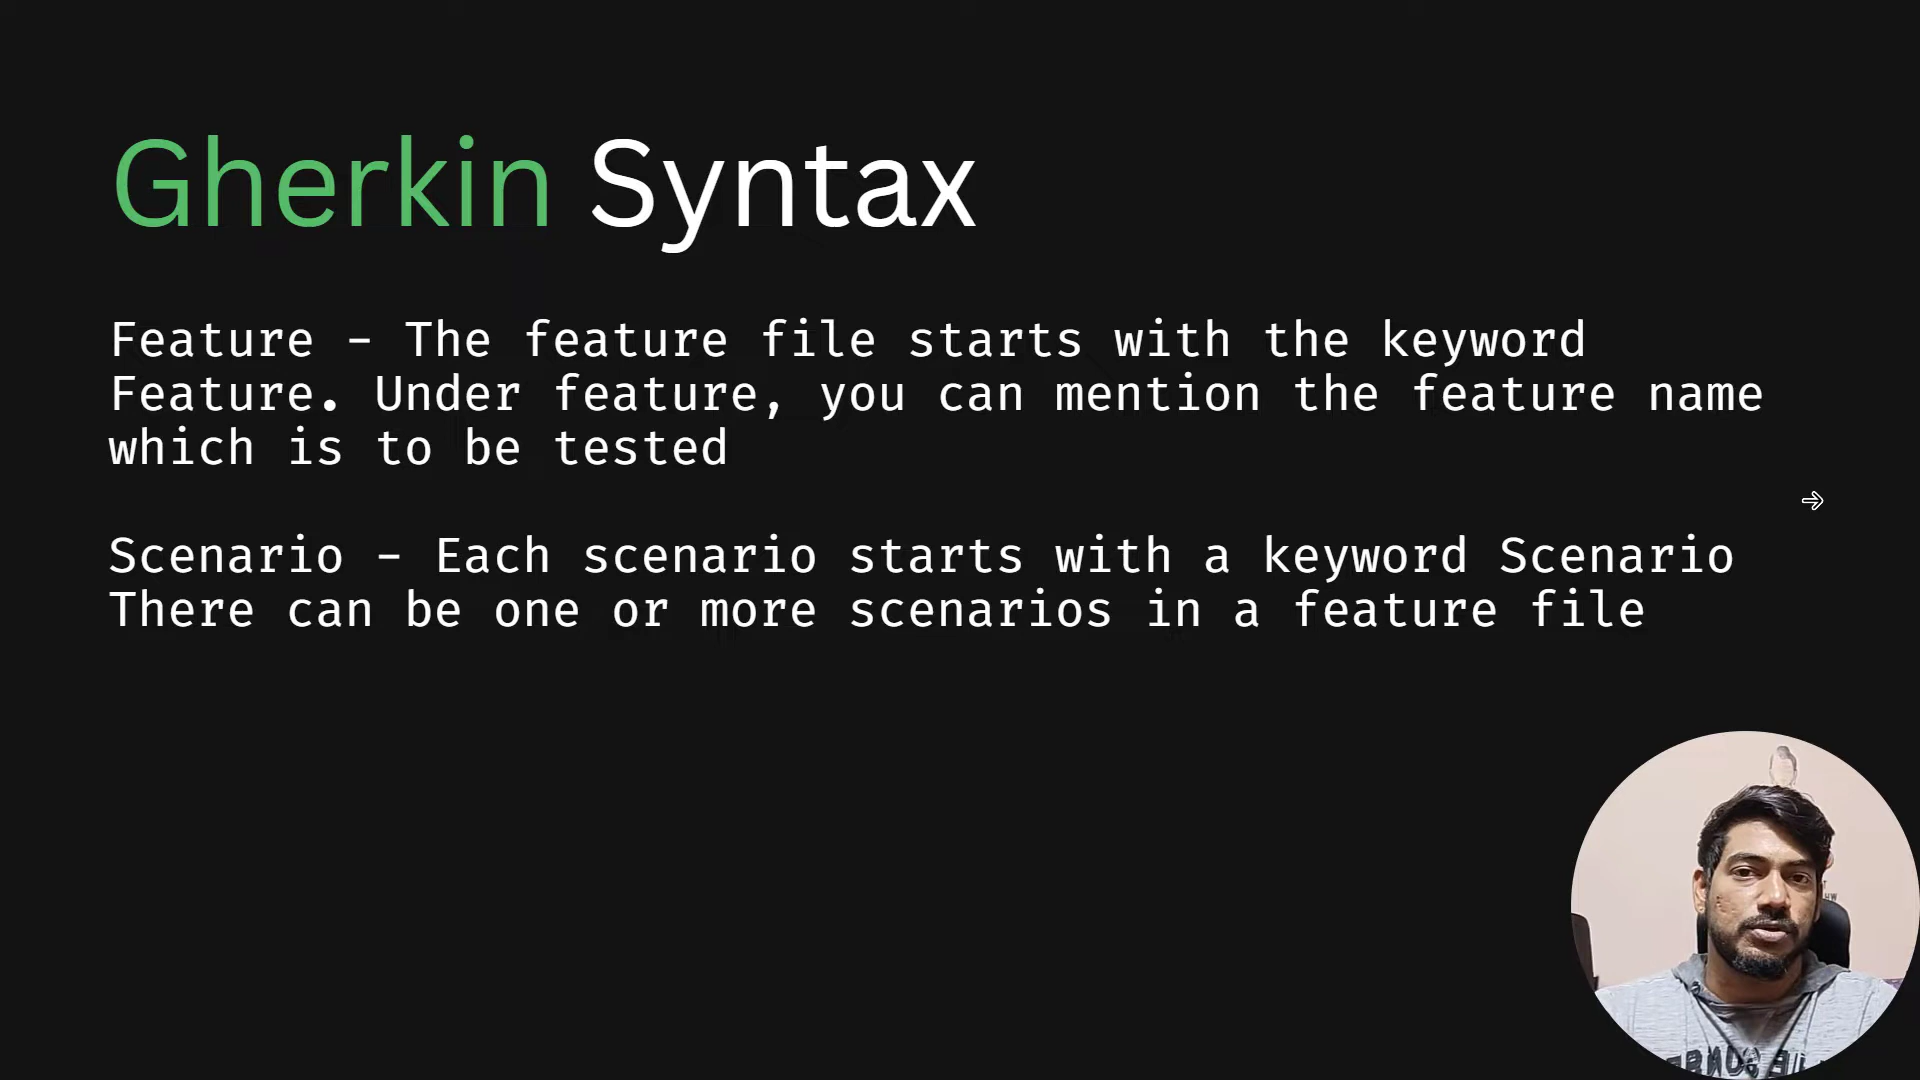 Gherkin Syntax
Feature - The feature file starts with the keyword
Feature. Under feature, you can mention the feature name
which is to be tested
Scenario - Each scenario starts with a keyword Scenario
There can be one or more scenarios in a feature file